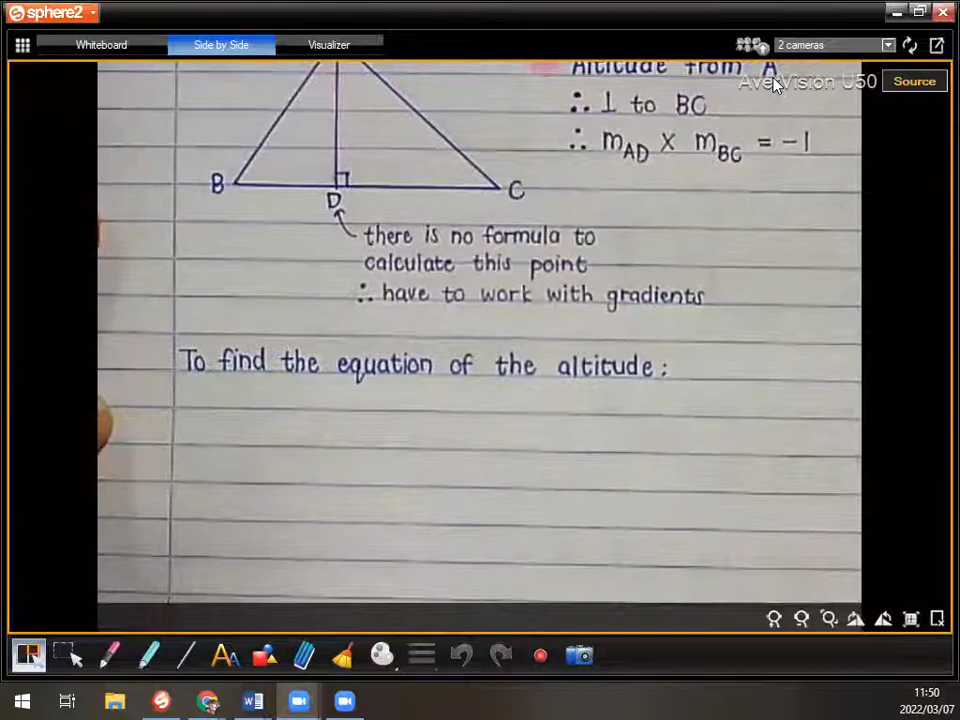 sphere2
Whiteboard
Side by Side
Visualizer
2 cameras
AverVision U50
Source
Altitude from A
∴ ⊥ to BC
∴ mAD × mBC = -1
B
D
C
there is no formula to
calculate this point
∴ have to work with gradients
To find the equation of the altitude:
11:50
2022/03/07